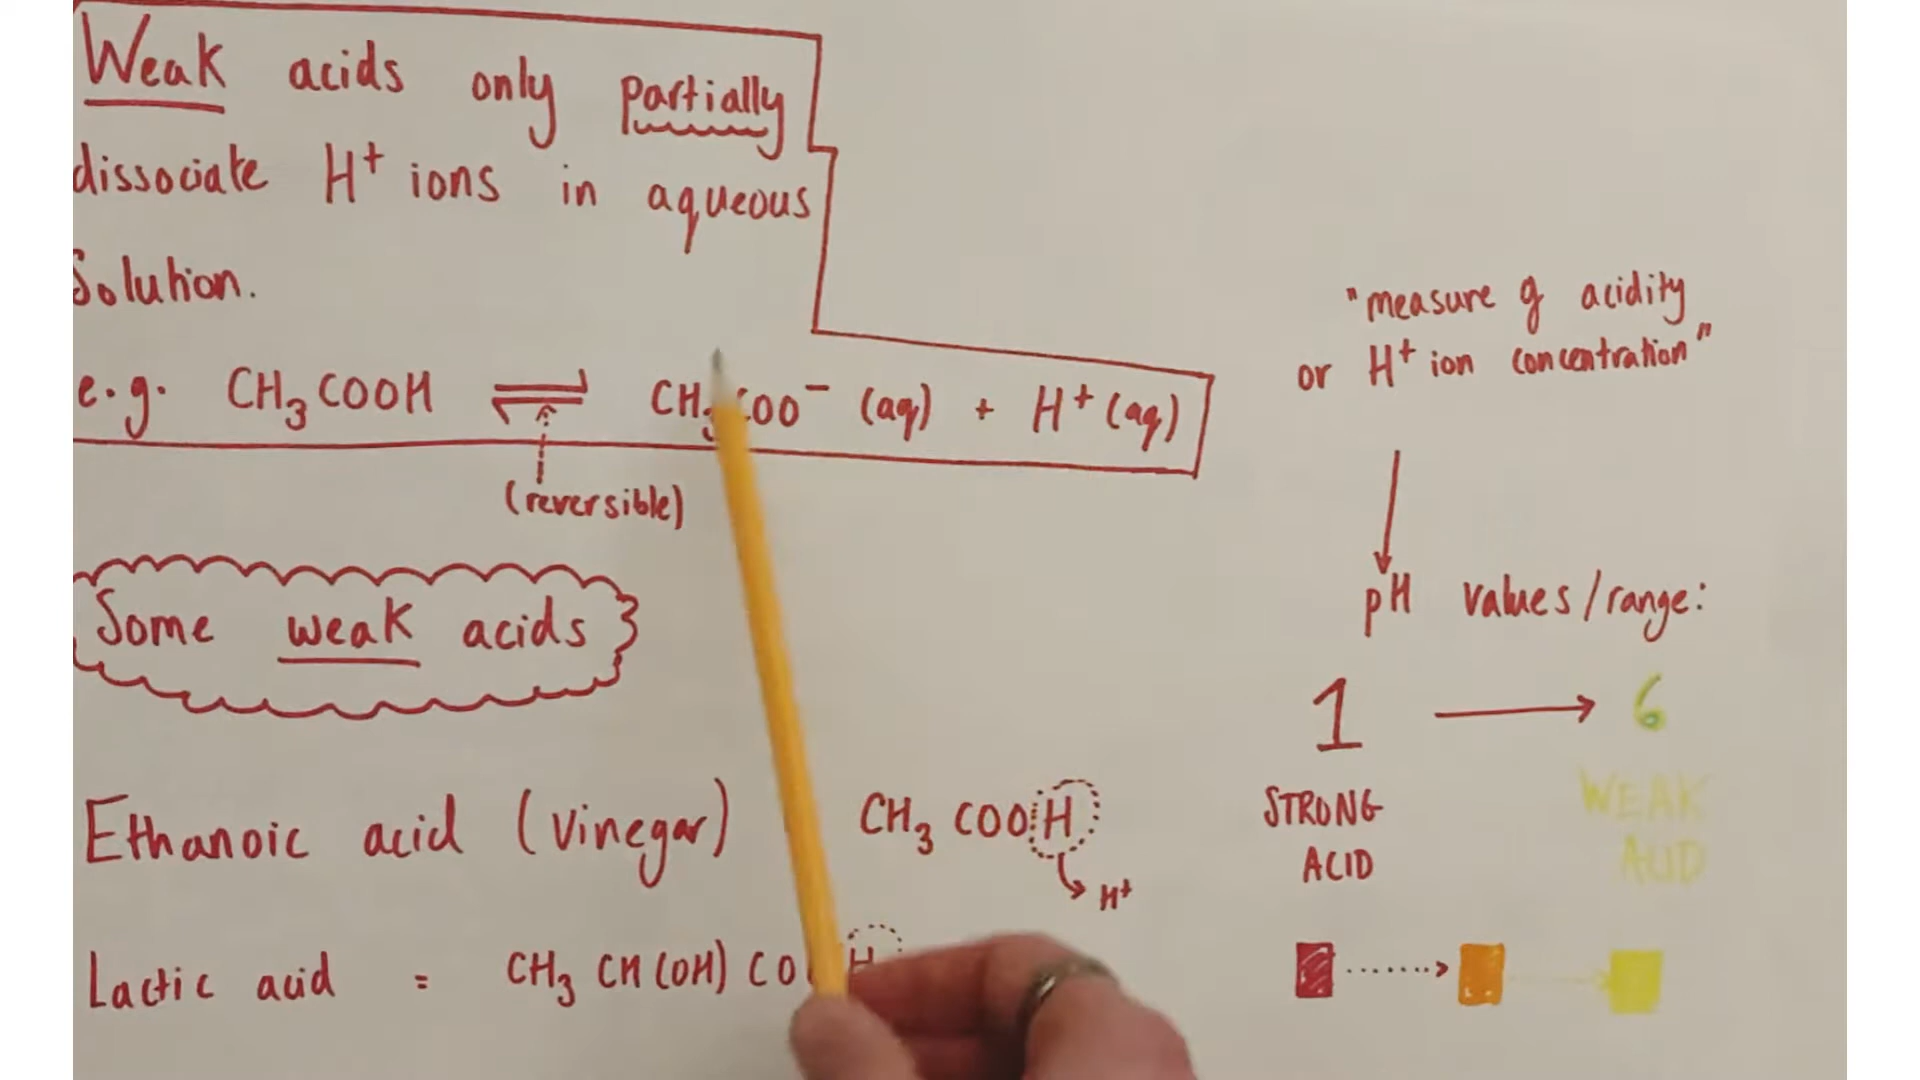 Weak acids only partially
dissociate H⁺ ions in aqueous
Solution.
e.g. CH₃COOH ⇌ CH₃COO⁻ (aq) + H⁺ (aq)
(reversible)
Some weak acids
Ethanoic acid (vinegar) CH₃COOH
H⁺
Lactic acid = CH₃CH(OH)COOH
"measure of acidity
or H⁺ ion concentration"
pH values/range:
1 → 6
STRONG
ACID
WEAK
ACID